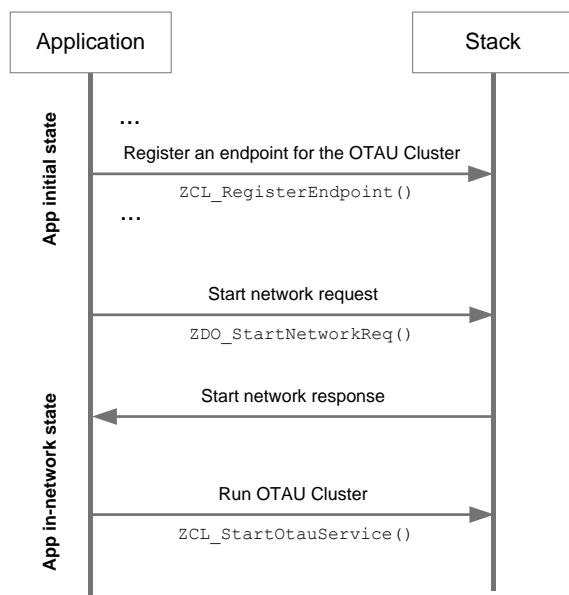 Application
Stack
...
Register an endpoint for the OTAU Cluster
ZCL_RegisterEndpoint()
...
App initial state
Start network request
ZDO_StartNetworkReq()
Start network response
App in-network state
Run OTAU Cluster
ZCL_StartOtauService()